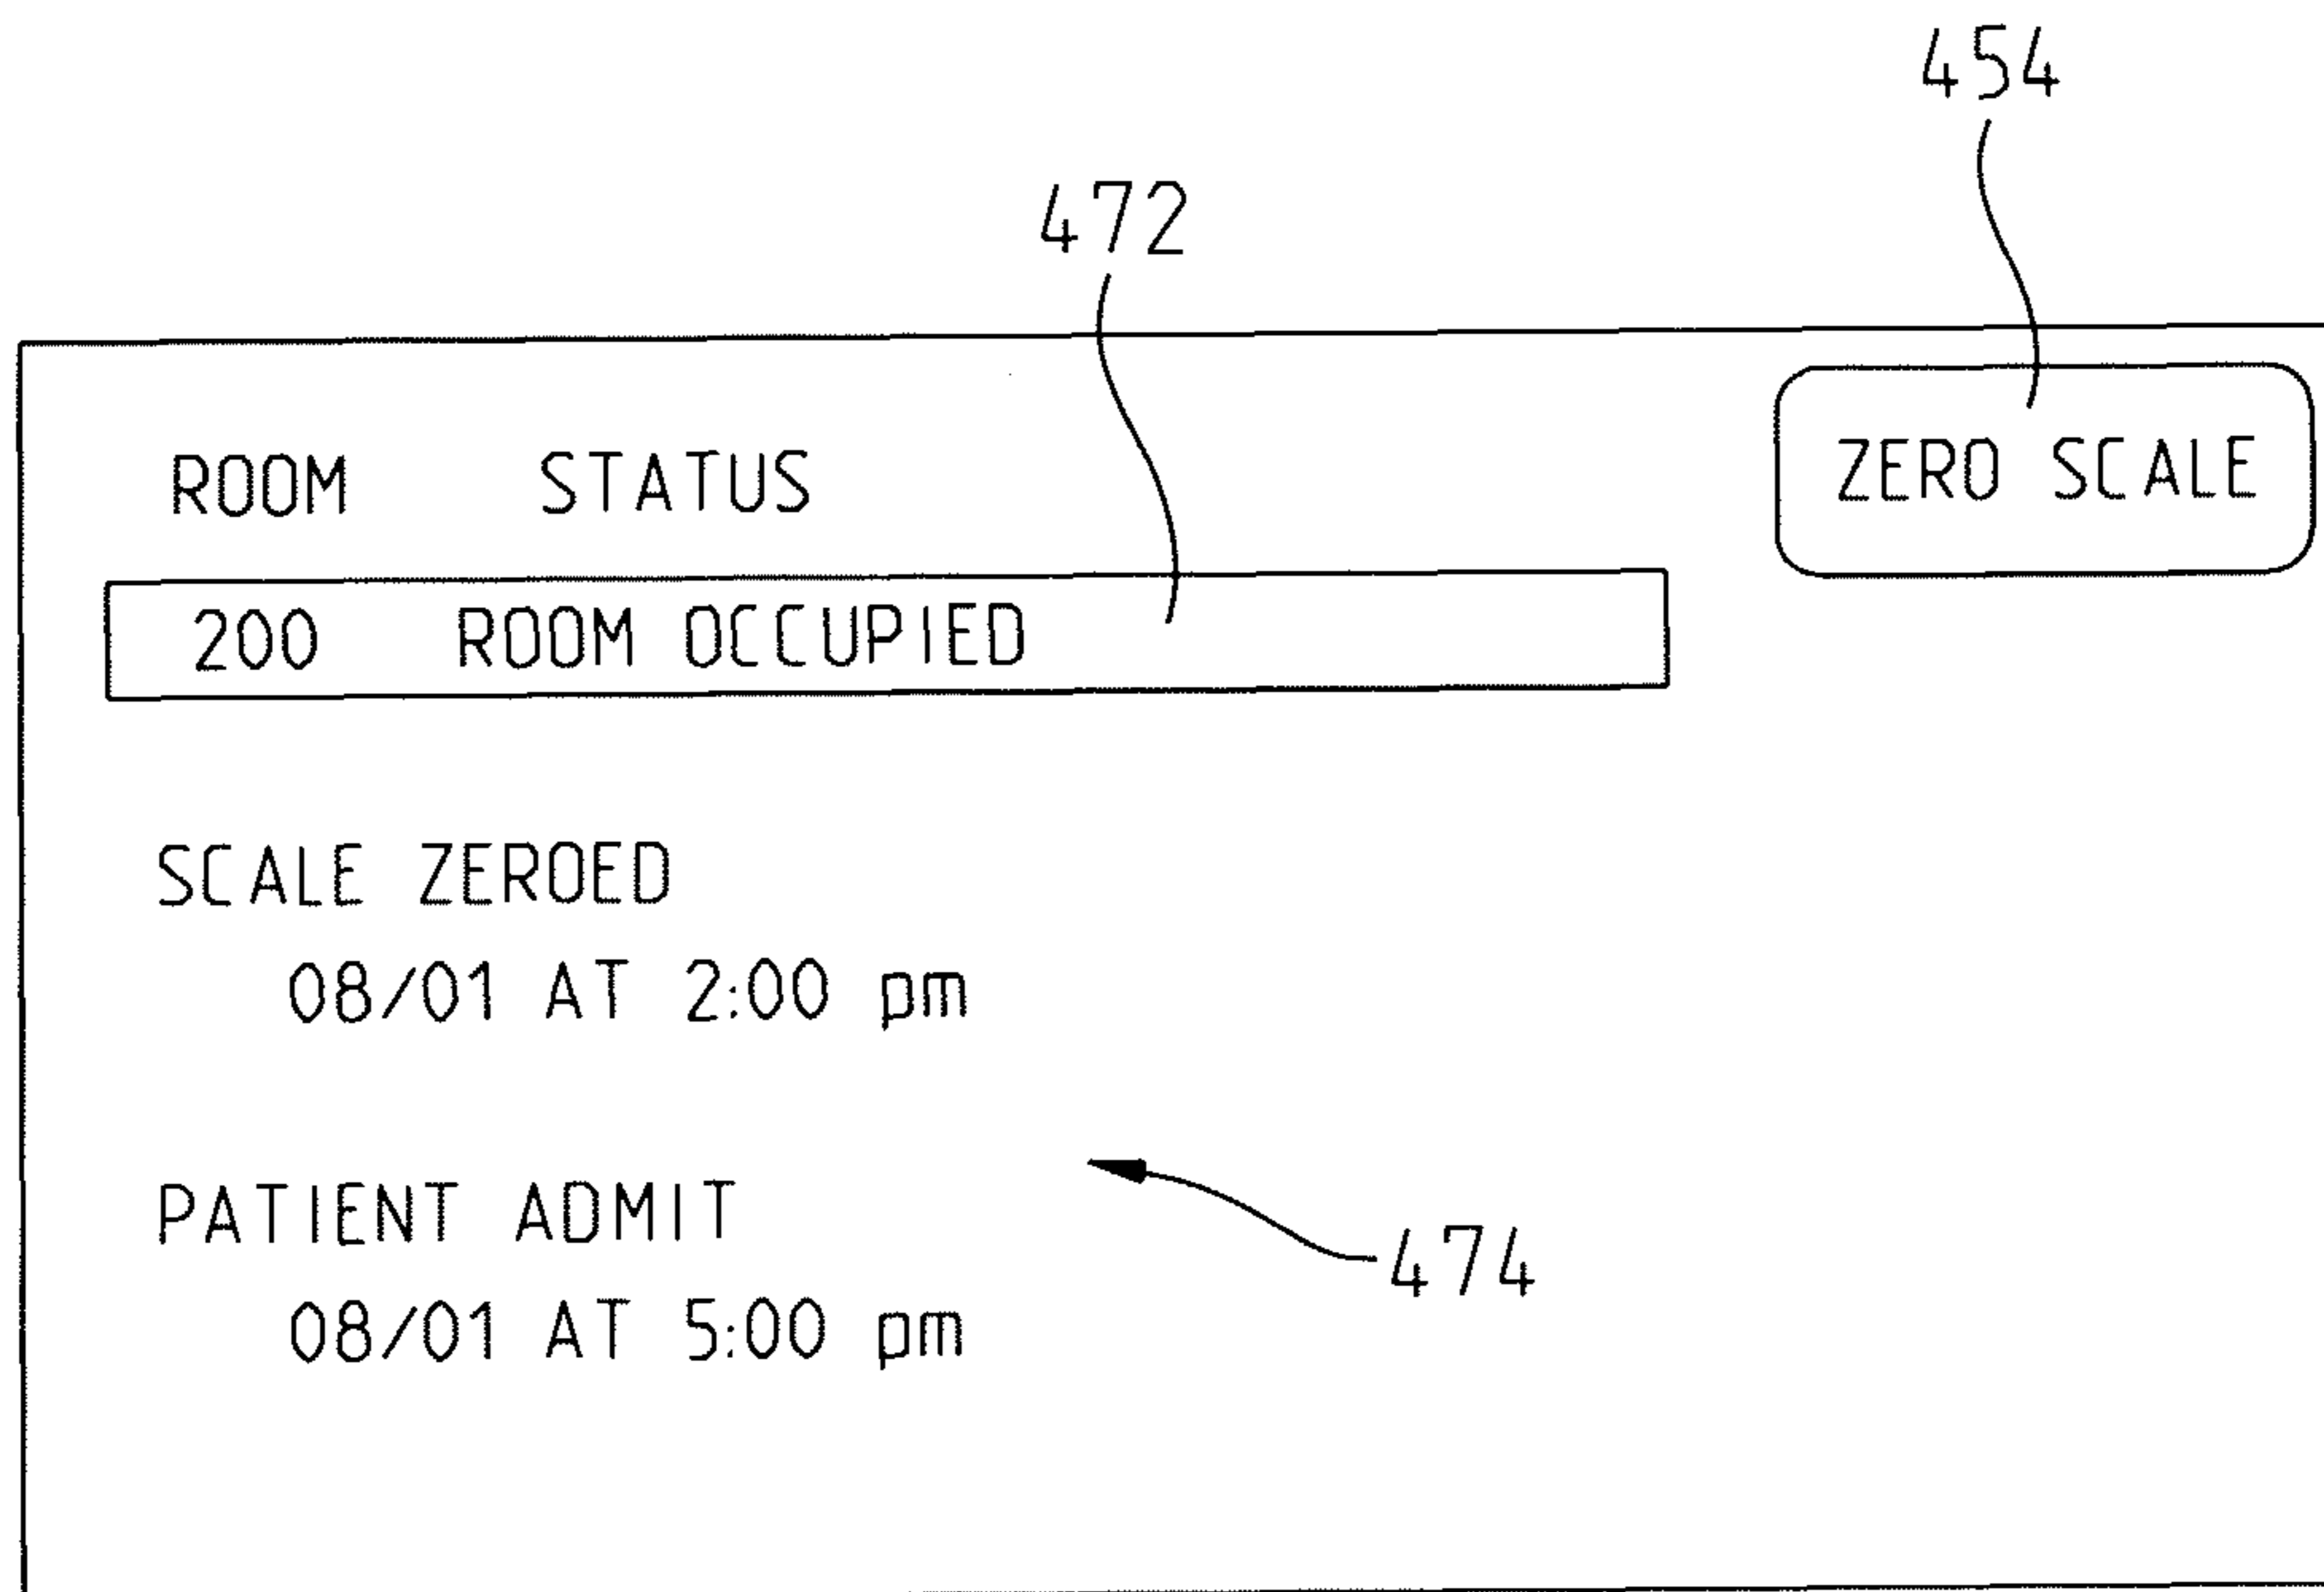 454
472
ROOM STATUS
ZERO SCALE
200 ROOM OCCUPIED
SCALE ZEROED
08/01 AT 2:00 pm
PATIENT ADMIT
474
08/01 AT 5:00 pm